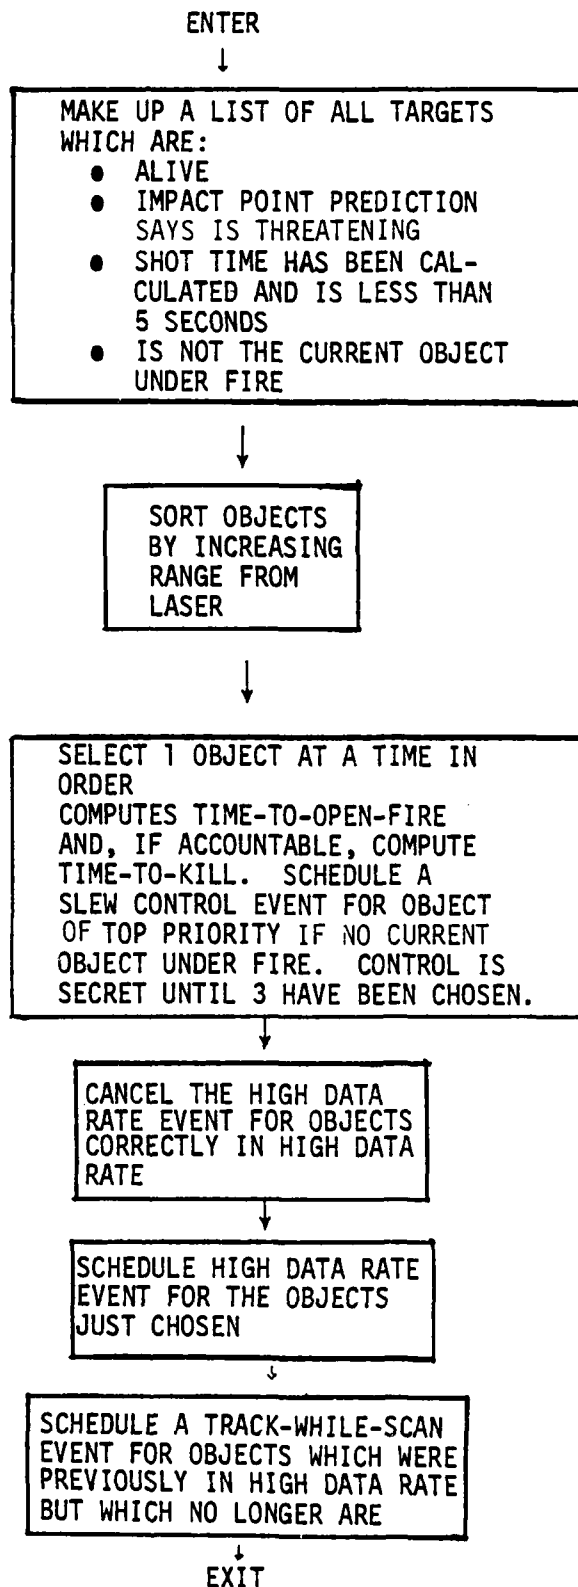 ENTER
MAKE UP A LIST OF ALL TARGETS
WHICH ARE:
● ALIVE
● IMPACT POINT PREDICTION
SAYS IS THREATENING
● SHOT TIME HAS BEEN CAL-
CULATED AND IS LESS THAN
5 SECONDS
● IS NOT THE CURRENT OBJECT
UNDER FIRE
SORT OBJECTS
BY INCREASING
RANGE FROM
LASER
SELECT 1 OBJECT AT A TIME IN
ORDER
COMPUTES TIME-TO-OPEN-FIRE
AND, IF ACCOUNTABLE, COMPUTE
TIME-TO-KILL. SCHEDULE A
SLEW CONTROL EVENT FOR OBJECT
OF TOP PRIORITY IF NO CURRENT
OBJECT UNDER FIRE. CONTROL IS
SECRET UNTIL 3 HAVE BEEN CHOSEN.
CANCEL THE HIGH DATA
RATE EVENT FOR OBJECTS
CORRECTLY IN HIGH DATA
RATE
SCHEDULE HIGH DATA RATE
EVENT FOR THE OBJECTS
JUST CHOSEN
SCHEDULE A TRACK-WHILE-SCAN
EVENT FOR OBJECTS WHICH WERE
PREVIOUSLY IN HIGH DATA RATE
BUT WHICH NO LONGER ARE
EXIT